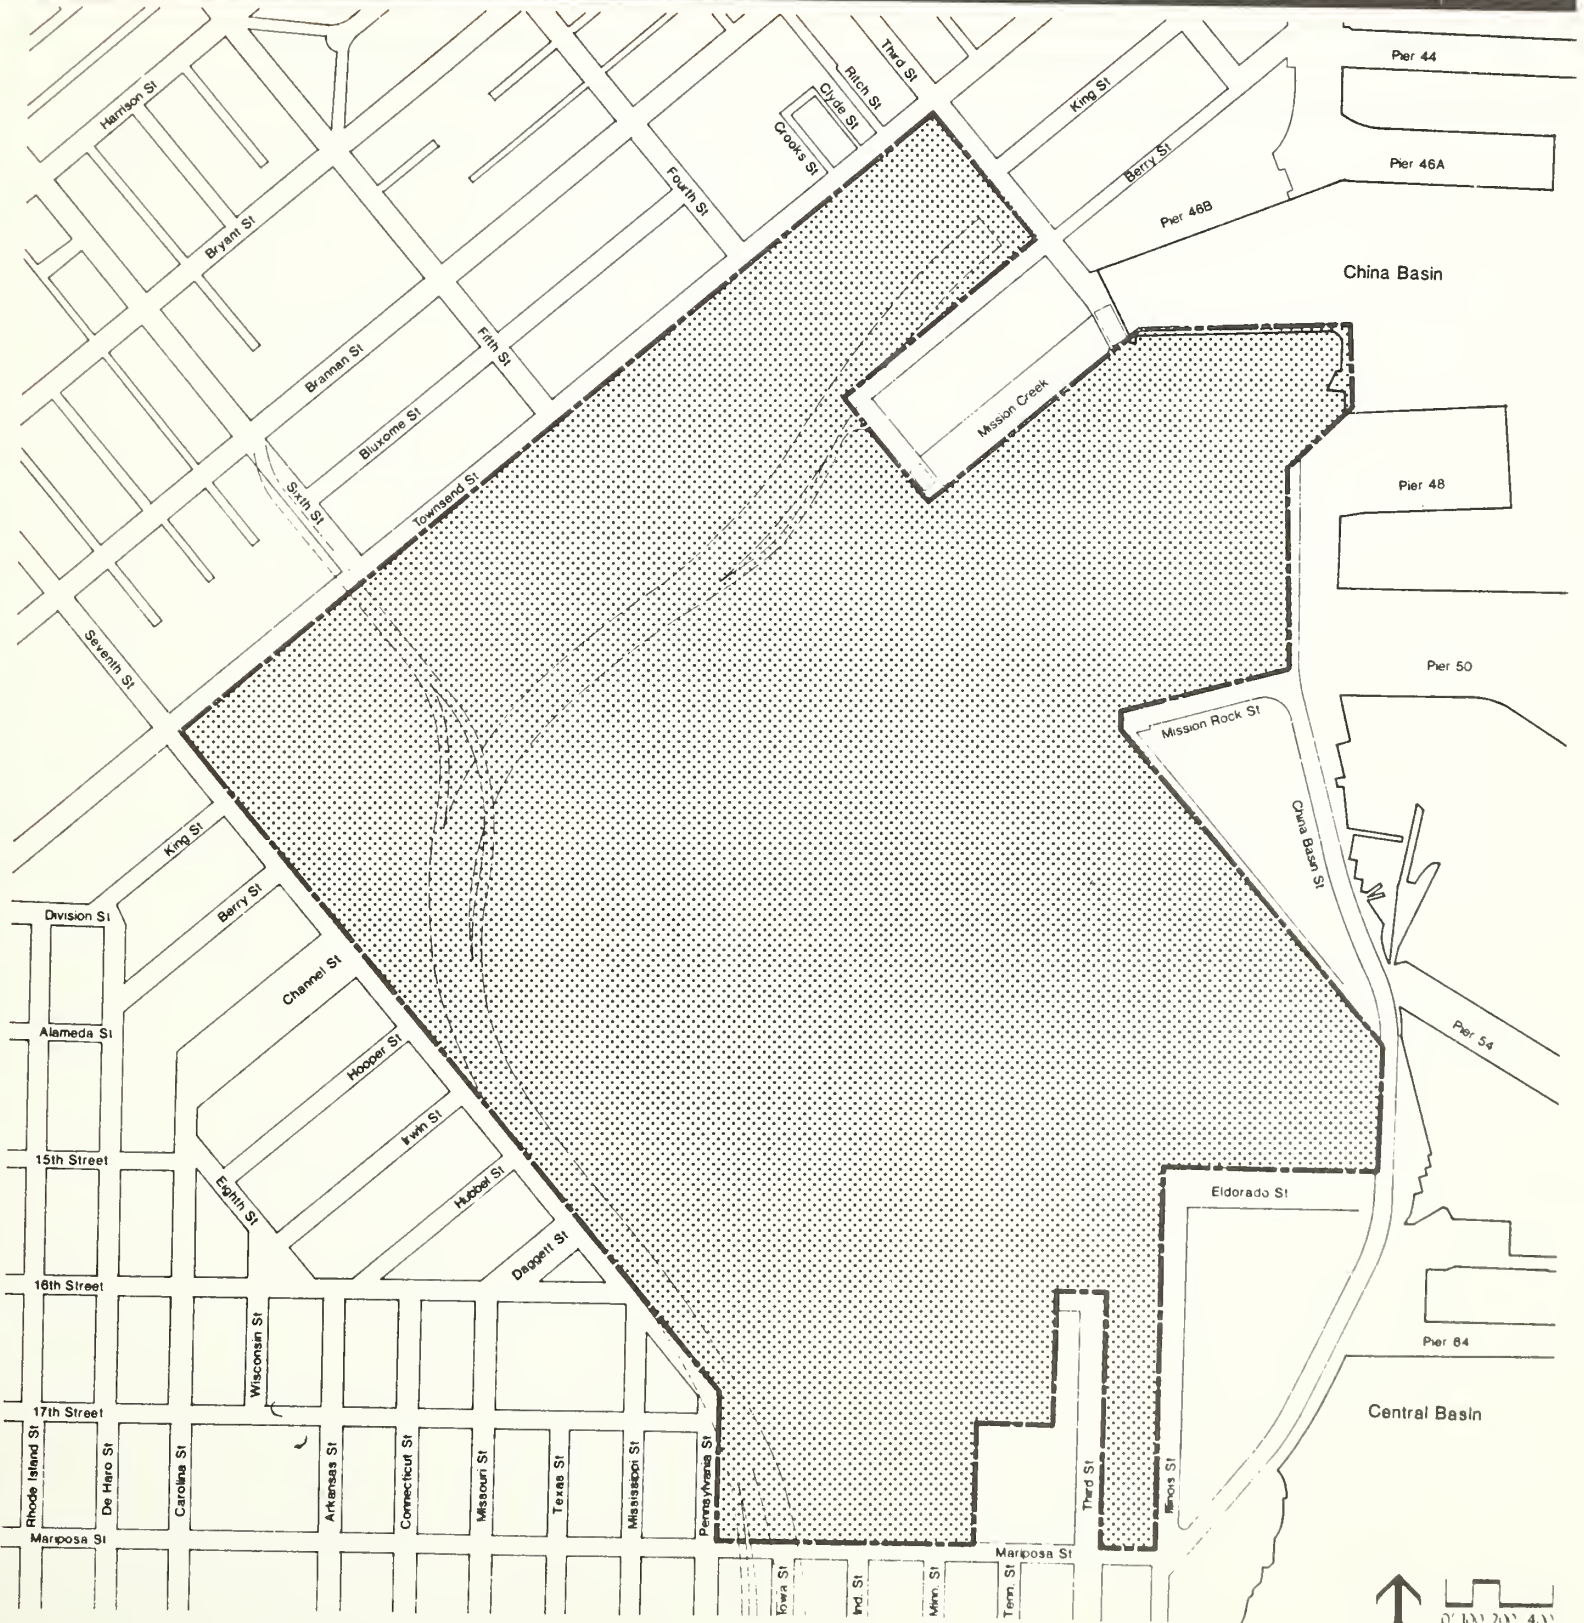 Pier 44
Third St
Ritch St
Clyde St
Crooks St
King St
Harrison St
Berry St
Pier 46A
Fourth St
Pier 46B
Bryant St
China Basin
Fifth St
Brannan St
Mission Creek
Bluxome St
Sixth St
Townsend St
Pier 48
Seventh St
Pier 50
Mission Rock St
China Basin St
King St
Berry St
Division St
Channel St
Alameda St
Hooper St
Pier 54
Irwin St
15th Street
Hubbel St
Eighth St
Eldorado St
Daggett St
16th Street
Wisconsin St
Pier 64
17th Street
Central Basin
Rhode Island St
De Haro St
Carolina St
Arkansas St
Connecticut St
Missouri St
Texas St
Mississippi St
Pennsylvania St
Third St
Illinois St
Mariposa St
Mariposa St
Iowa St
Ind. St
Minn. St
Tenn. St
0' 100' 200' 400'